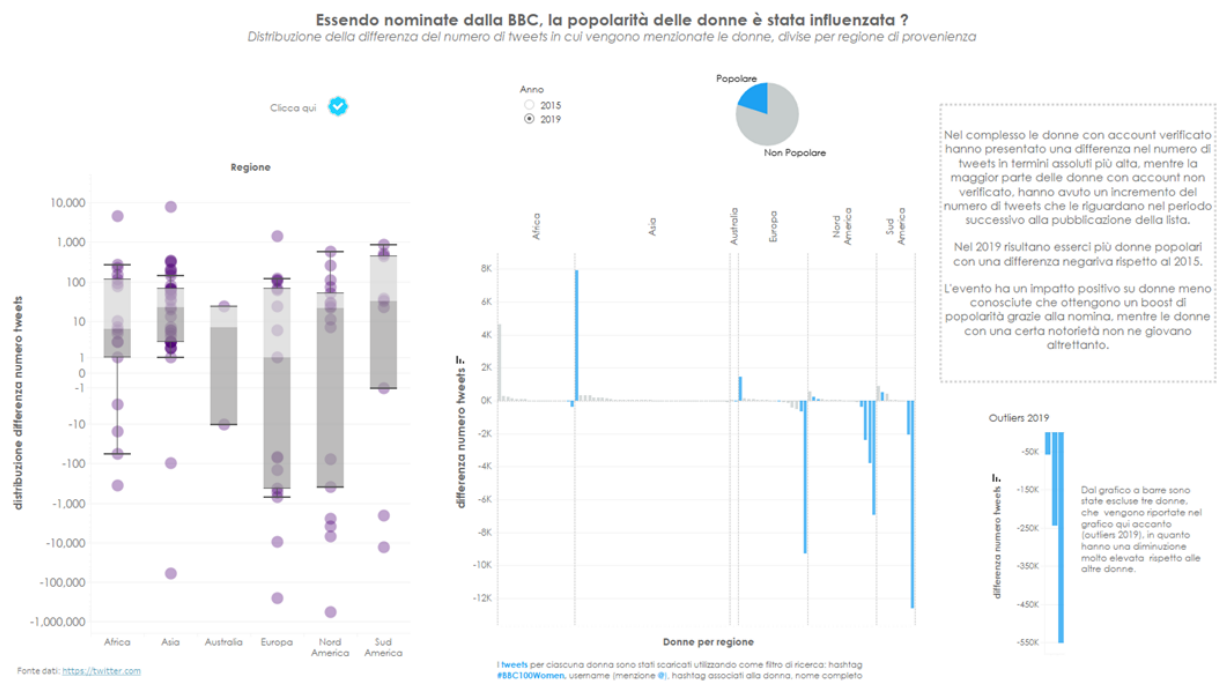 Essendo nominate dalla BBC, la popolarità delle donne è stata influenzata ?
Distribuzione della differenza del numero di tweets in cui vengono menzionate le donne, divise per regione di provenienza
Clicca qui
Anno
2015
2019
Popolare
Non Popolare
Regione
distribuzione differenza numero tweets
10,000
1,000
100
10
1
0
-1
-10
-100
-1,000
-10,000
-100,000
-1,000,000
Africa
Asia
Australia
Europa
Nord
America
Sud
America
Fonte dati: https://twitter.com
Africa
Asia
Australia
Europa
Nord
America
Sud
America
differenza numero tweets
8K
6K
4K
2K
0K
-2K
-4K
-6K
-8K
-10K
-12K
Donne per regione
I tweets per ciascuna donna sono stati scaricati utilizzando come filtro di ricerca: hashtag
#BBC100Women, username (menzione @), hashtag associati alla donna, nome completo
Nel complesso le donne con account verificato
hanno presentato una differenza nel numero di
tweets in termini assoluti più alta, mentre la
maggior parte delle donne con account non
verificato, hanno avuto un incremento del
numero di tweets che le riguardano nel periodo
successivo alla pubblicazione della lista.
Nel 2019 risultano esserci più donne popolari
con una differenza negariva rispetto al 2015.
L'evento ha un impatto positivo su donne meno
conosciute che ottengono un boost di
popolarità grazie alla nomina, mentre le donne
con una certa notorietà non ne giovano
altrettanto.
Outliers 2019
differenza numero tweets
-50K
-150K
-250K
-350K
-450K
-550K
Dal grafico a barre sono
state escluse tre donne,
che vengono riportate nel
grafico qui accanto
(outliers 2019), in quanto
hanno una diminuzione
molto elevata rispetto alle
altre donne.